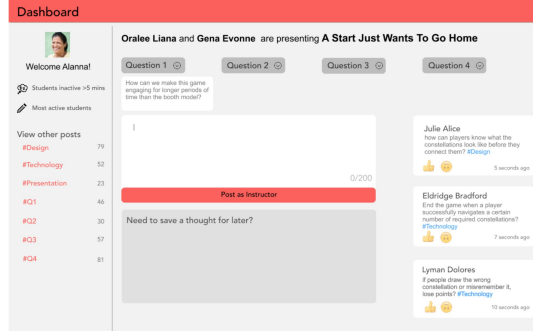 Dashboard
Oralee Liana and Gena Evonne are presenting A Start Just Wants To Go Home
Welcome Alanna!
Students inactive >5 mins
Most active students
View other posts
#Design 79
#Technology 52
#Presentation 23
#Q1 46
#Q2 30
#Q3 57
#Q4 81
Question 1
Question 2
Question 3
Question 4
How can we make this game
engaging for longer periods of
time than the booth model?
0/200
Post as Instructor
Need to save a thought for later?
Julie Alice
how can players know what the
constellations look like before they
connect them? #Design
5 seconds ago
Eldridge Bradford
End the game when a player
successfully navigates a certain
number of required constellations?
#Technology
7 seconds ago
Lyman Dolores
if people draw the wrong
constellation or misremember it,
lose points? #Technology
10 seconds ago